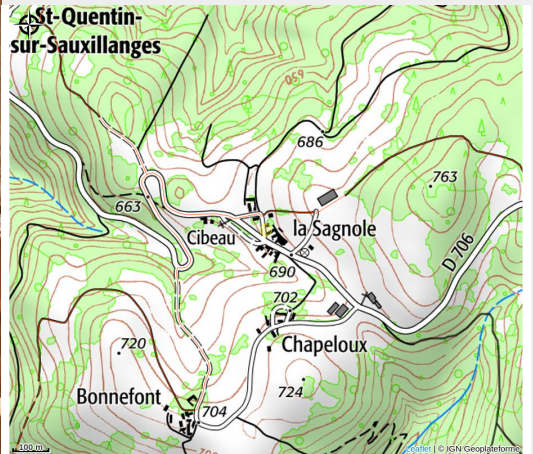 St-Quentin-
sur-Sauxillanges
650
686
763
663
la Sagnole
Cibeau
D 706
690
702
720
Chapeloux
724
Bonnefont
704
100 m
Leaflet | © IGN Geoplateforme